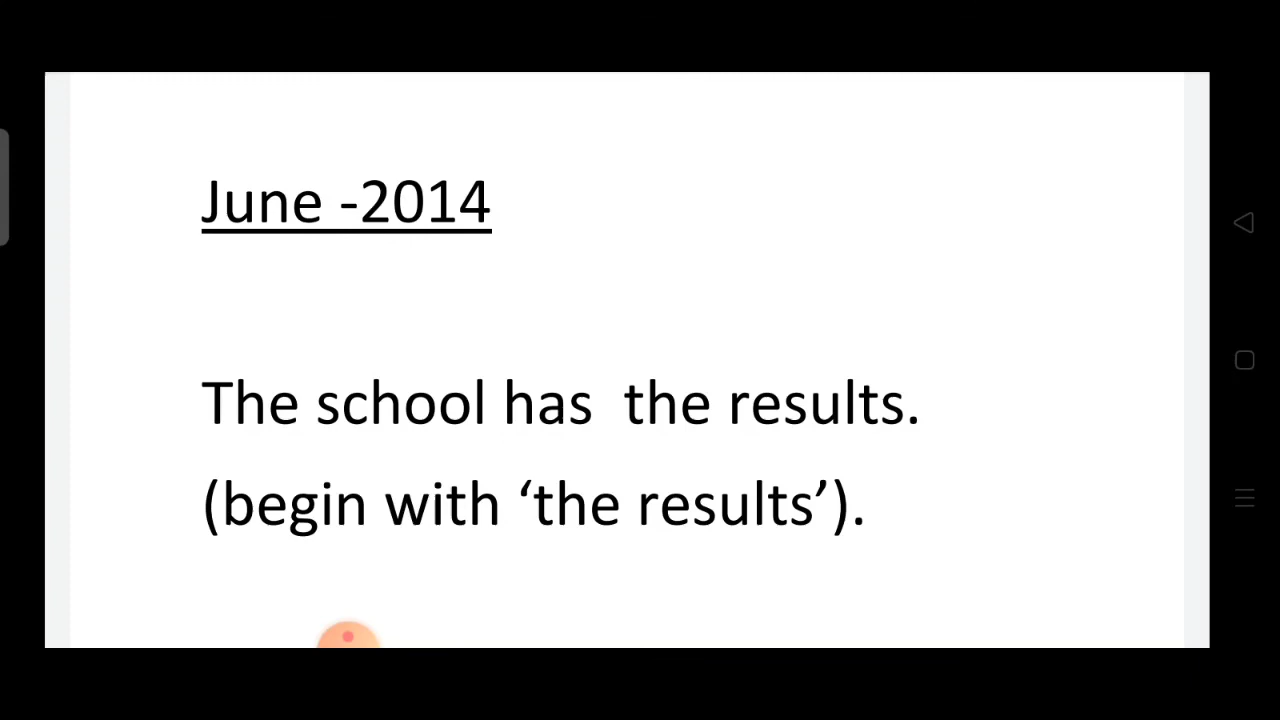 June -2014
The school has  the results.
(begin with ‘the results’).